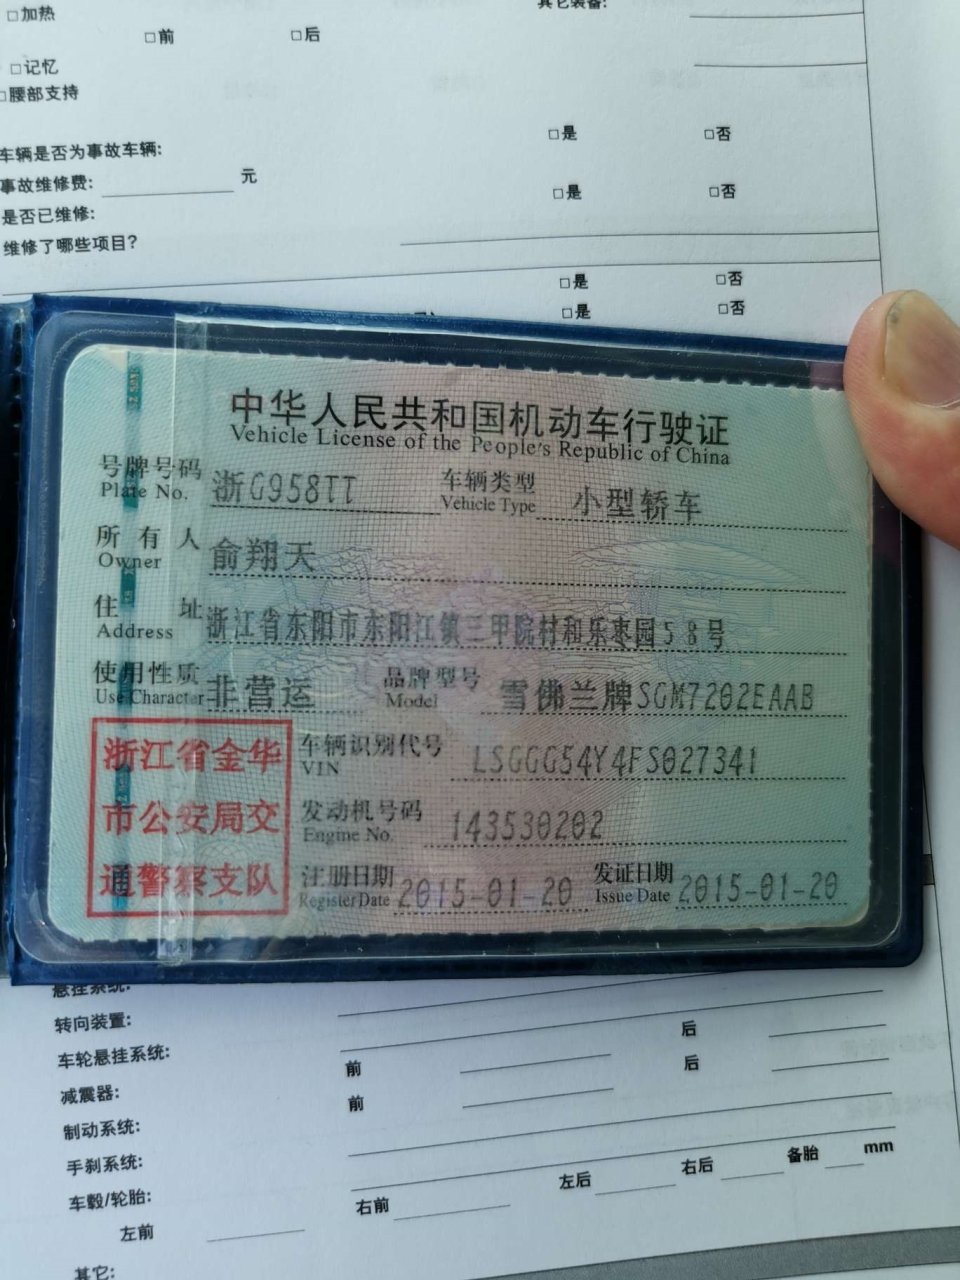 □加热
其它装备:
□前 □后
□记忆
□腰部支持
车辆是否为事故车辆: □是 □否
事故维修费: 元
是否已维修: □是 □否
维修了哪些项目?
□是 □否
□是 □否
中华人民共和国机动车行驶证
Vehicle License of the People's Republic of China
号牌号码 浙G958TT 车辆类型 小型轿车
Plate No. Vehicle Type
所有人 俞翔天
Owner
住址 浙江省东阳市东阳江镇三甲院村和乐枣园58号
Address
使用性质 非营运 品牌型号 雪佛兰牌SGM7202EAAB
Use Character Model
浙江省金华
市公安局交
通警察支队
车辆识别代号 LSGGG54Y4FS027341
VIN
发动机号码 143530202
Engine No.
注册日期 2015-01-20 发证日期 2015-01-20
Register Date Issue Date
悬挂系统:
转向装置:
车轮悬挂系统: 前 后
减震器: 前 后
制动系统:
手刹系统:
车毂/轮胎:
左前 右前 左后 右后 备胎 mm
其它: